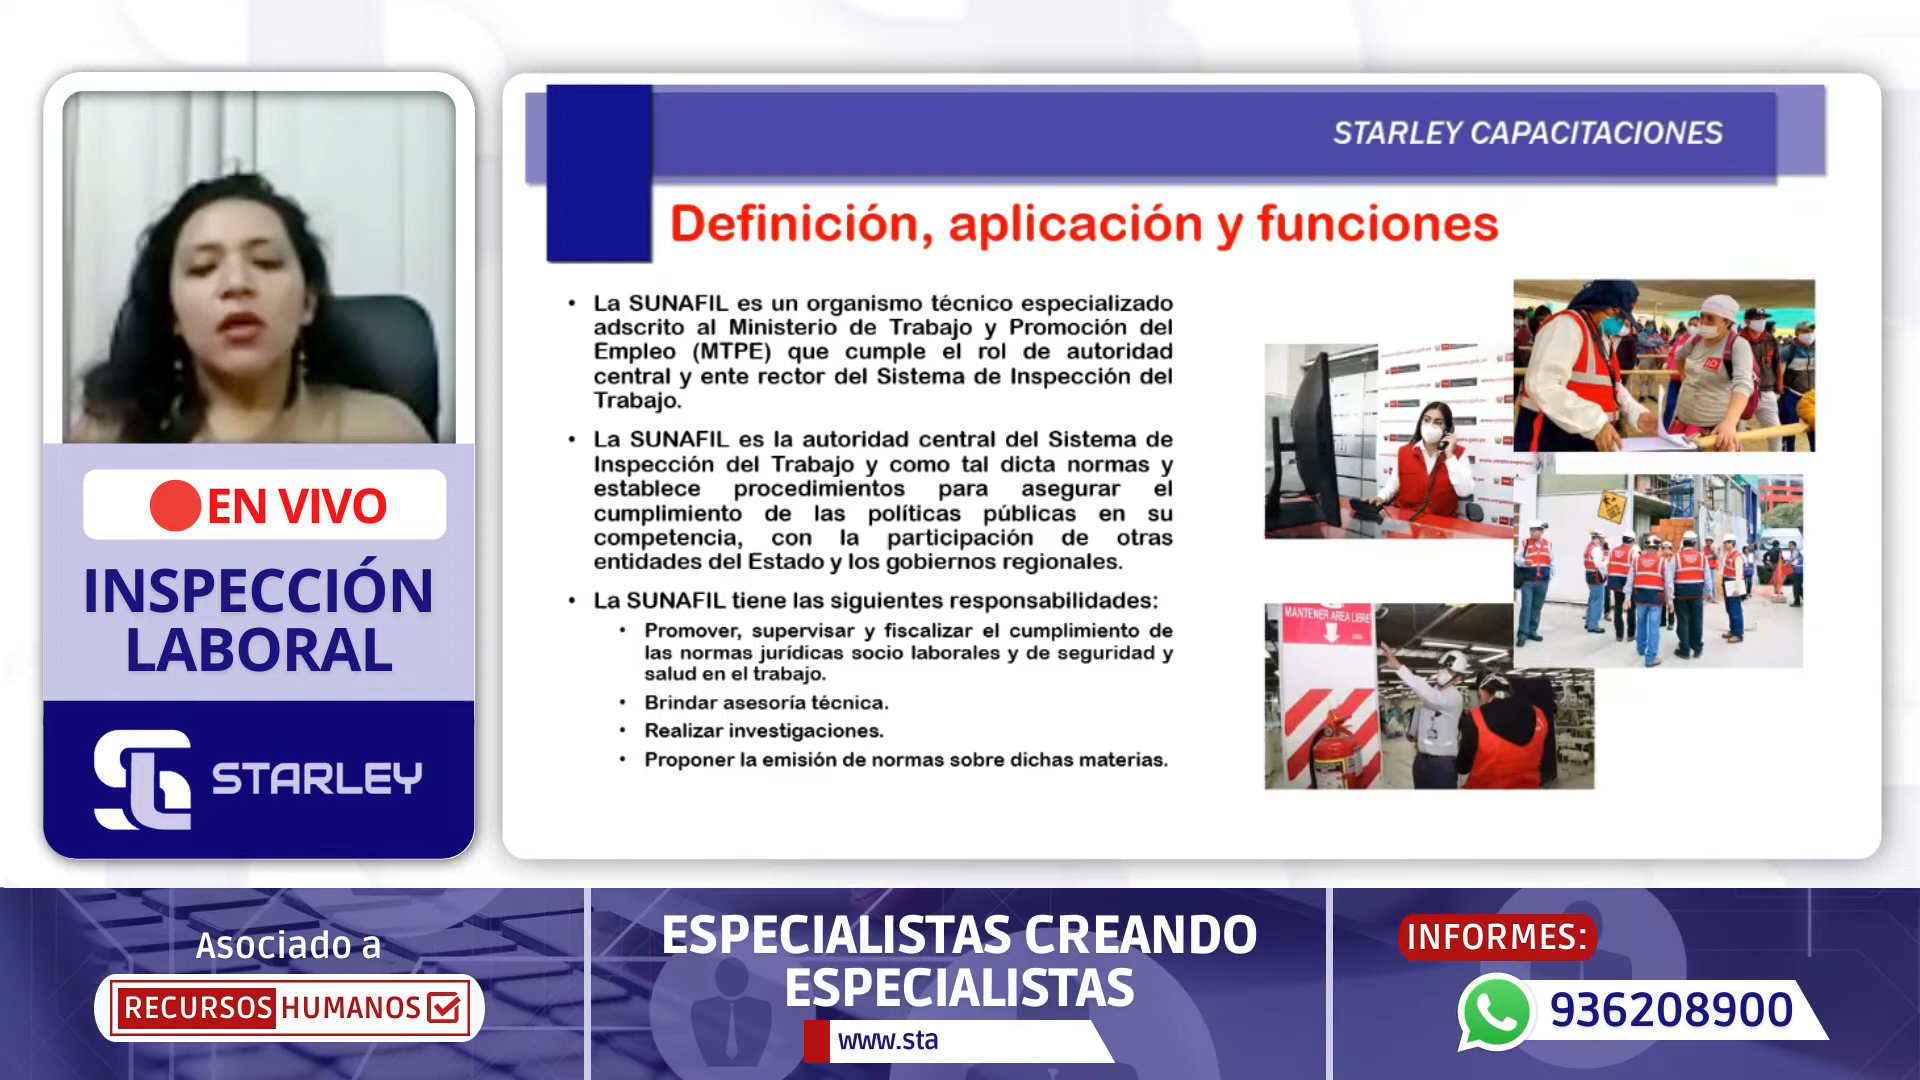 EN VIVO
INSPECCIÓN
LABORAL
STARLEY
STARLEY CAPACITACIONES
Definición, aplicación y funciones
• La SUNAFIL es un organismo técnico especializado
adscrito al Ministerio de Trabajo y Promoción del
Empleo (MTPE) que cumple el rol de autoridad
central y ente rector del Sistema de Inspección del
Trabajo.
• La SUNAFIL es la autoridad central del Sistema de
Inspección del Trabajo y como tal dicta normas y
establece procedimientos para asegurar el
cumplimiento de las políticas públicas en su
competencia, con la participación de otras
entidades del Estado y los gobiernos regionales.
• La SUNAFIL tiene las siguientes responsabilidades:
• Promover, supervisar y fiscalizar el cumplimiento de
las normas jurídicas socio laborales y de seguridad y
salud en el trabajo.
• Brindar asesoría técnica.
• Realizar investigaciones.
• Proponer la emisión de normas sobre dichas materias.
MANTENER AREA LIBRE
Asociado a
RECURSOS HUMANOS
ESPECIALISTAS CREANDO
ESPECIALISTAS
www.sta
INFORMES:
936208900